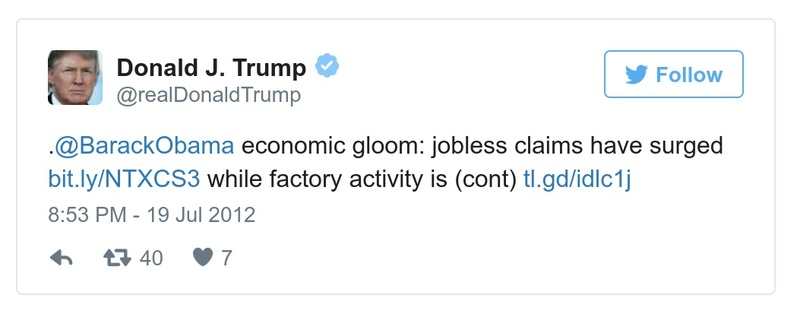 Donald J. Trump
@realDonaldTrump
Follow
.@BarackObama economic gloom: jobless claims have surged
bit.ly/NTXCS3 while factory activity is (cont) tl.gd/idlc1j
8:53 PM - 19 Jul 2012
40 7